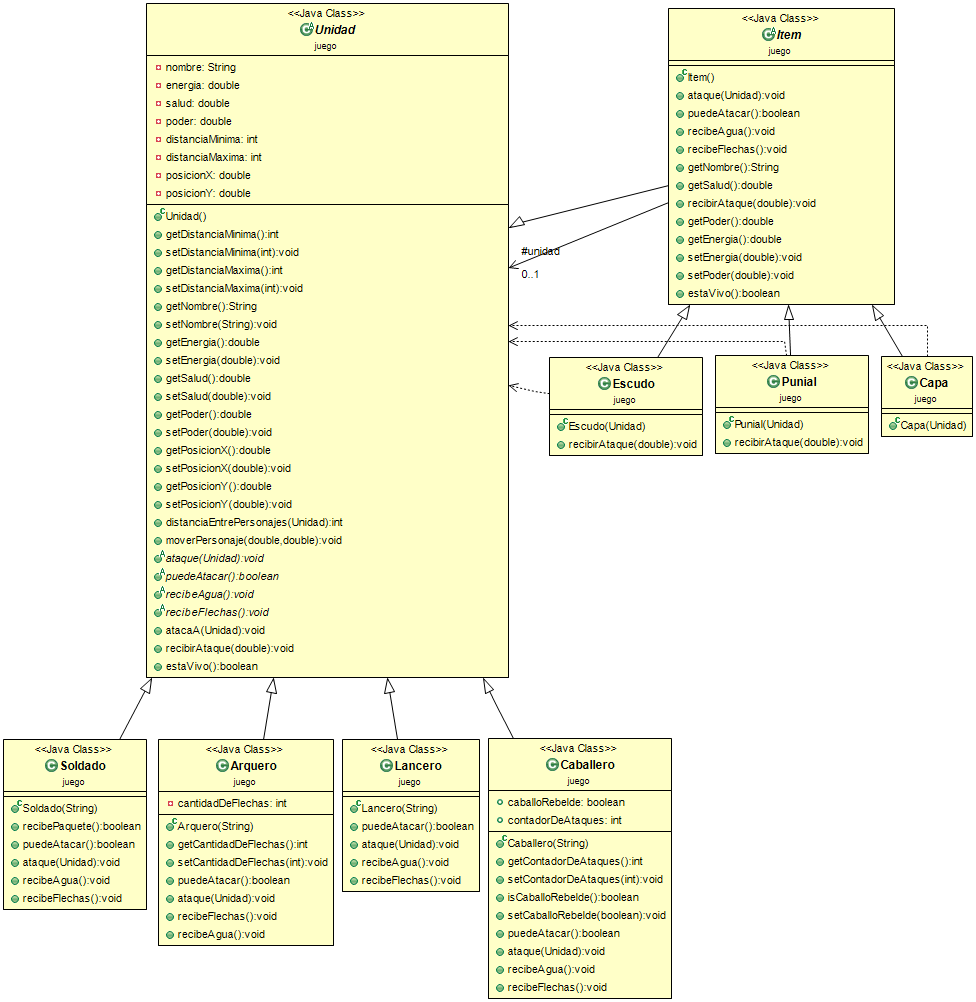 <<Java Class>>
Unidad
juego
nombre: String
energia: double
salud: double
poder: double
distanciaMinima: int
distanciaMaxima: int
posicionX: double
posicionY: double
Unidad()
getDistanciaMinima():int
setDistanciaMinima(int):void
getDistanciaMaxima():int
setDistanciaMaxima(int):void
getNombre():String
setNombre(String):void
getEnergia():double
setEnergia(double):void
getSalud():double
setSalud(double):void
getPoder():double
setPoder(double):void
getPosicionX():double
setPosicionX(double):void
getPosicionY():double
setPosicionY(double):void
distanciaEntrePersonajes(Unidad):int
moverPersonaje(double,double):void
ataque(Unidad):void
puedeAtacar():boolean
recibeAgua():void
recibeFlechas():void
atacaA(Unidad):void
recibirAtaque(double):void
estaVivo():boolean
<<Java Class>>
Item
juego
Item()
ataque(Unidad):void
puedeAtacar():boolean
recibeAgua():void
recibeFlechas():void
getNombre():String
getSalud():double
recibirAtaque(double):void
getPoder():double
getEnergia():double
setEnergia(double):void
setPoder(double):void
estaVivo():boolean
#unidad
0..1
<<Java Class>>
Escudo
juego
Escudo(Unidad)
recibirAtaque(double):void
<<Java Class>>
Punial
juego
Punial(Unidad)
recibirAtaque(double):void
<<Java Class>>
Capa
juego
Capa(Unidad)
<<Java Class>>
Soldado
juego
Soldado(String)
recibePaquete():boolean
puedeAtacar():boolean
ataque(Unidad):void
recibeAgua():void
recibeFlechas():void
<<Java Class>>
Arquero
juego
cantidadDeFlechas: int
Arquero(String)
getCantidadDeFlechas():int
setCantidadDeFlechas(int):void
puedeAtacar():boolean
ataque(Unidad):void
recibeFlechas():void
recibeAgua():void
<<Java Class>>
Lancero
juego
Lancero(String)
puedeAtacar():boolean
ataque(Unidad):void
recibeAgua():void
recibeFlechas():void
<<Java Class>>
Caballero
juego
caballoRebelde: boolean
contadorDeAtaques: int
Caballero(String)
getContadorDeAtaques():int
setContadorDeAtaques(int):void
isCaballoRebelde():boolean
setCaballoRebelde(boolean):void
puedeAtacar():boolean
ataque(Unidad):void
recibeAgua():void
recibeFlechas():void